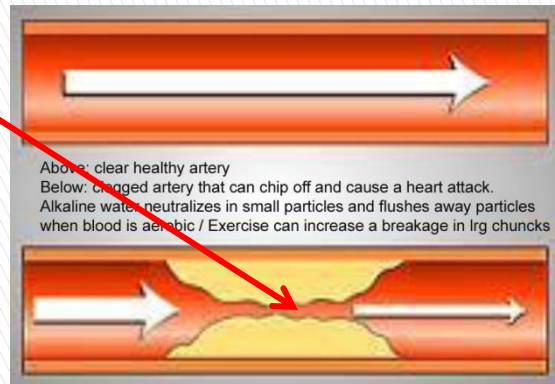 Above: clear healthy artery
Below: clogged artery that can chip off and cause a heart attack.
Alkaline water neutralizes in small particles and flushes away particles
when blood is aerobic / Exercise can increase a breakage in lrg chuncks